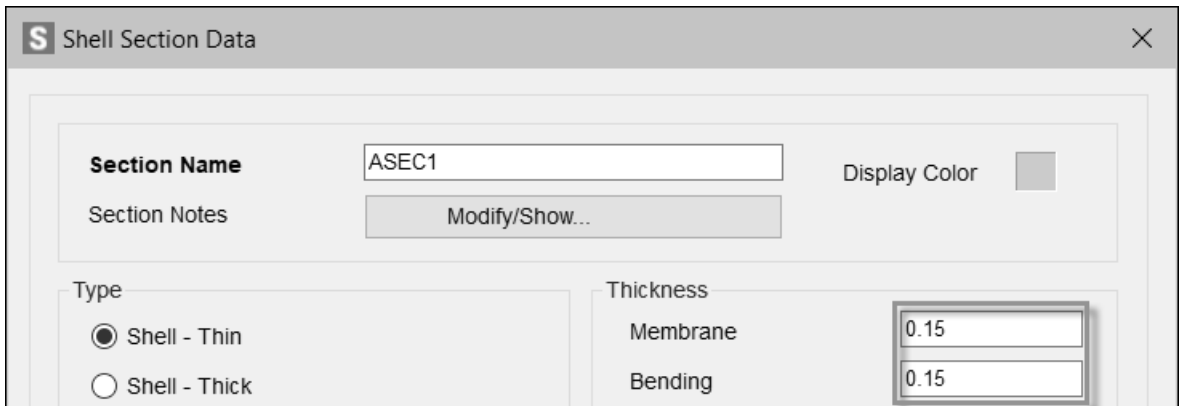 S Shell Section Data
Section Name ASEC1 Display Color
Section Notes Modify/Show...
Type
Shell - Thin
Shell - Thick
Thickness
Membrane 0.15
Bending 0.15